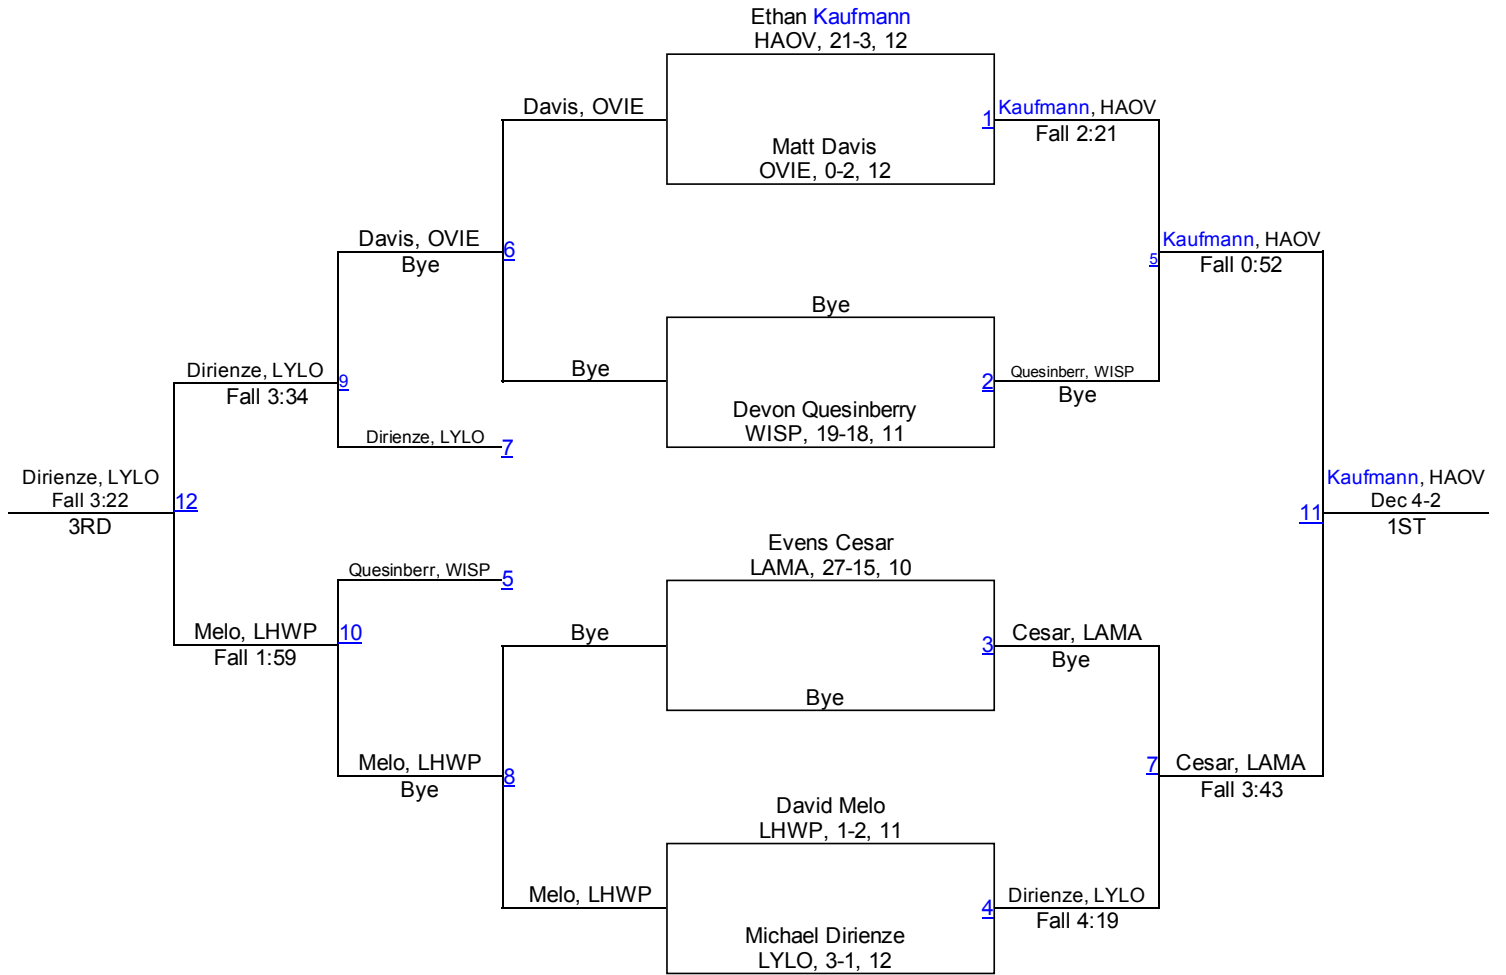 Ethan Kaufmann
HAOV, 21-3, 12
Davis, OVIE
1
Kaufmann, HAOV
Fall 2:21
Matt Davis
OVIE, 0-2, 12
Davis, OVIE
Bye
6
Kaufmann, HAOV
5
Fall 0:52
Bye
Dirienze, LYLO
Fall 3:34
9
Bye
2
Quesinberr, WISP
Bye
Devon Quesinberry
WISP, 19-18, 11
Dirienze, LYLO
7
Dirienze, LYLO
Fall 3:22
3RD
12
Kaufmann, HAOV
Dec 4-2
1ST
11
Evens Cesar
LAMA, 27-15, 10
Quesinberr, WISP
5
Melo, LHWP
Fall 1:59
10
Bye
3
Cesar, LAMA
Bye
Bye
Melo, LHWP
Bye
8
7
Cesar, LAMA
Fall 3:43
David Melo
LHWP, 1-2, 11
Melo, LHWP
4
Dirienze, LYLO
Fall 4:19
Michael Dirienze
LYLO, 3-1, 12